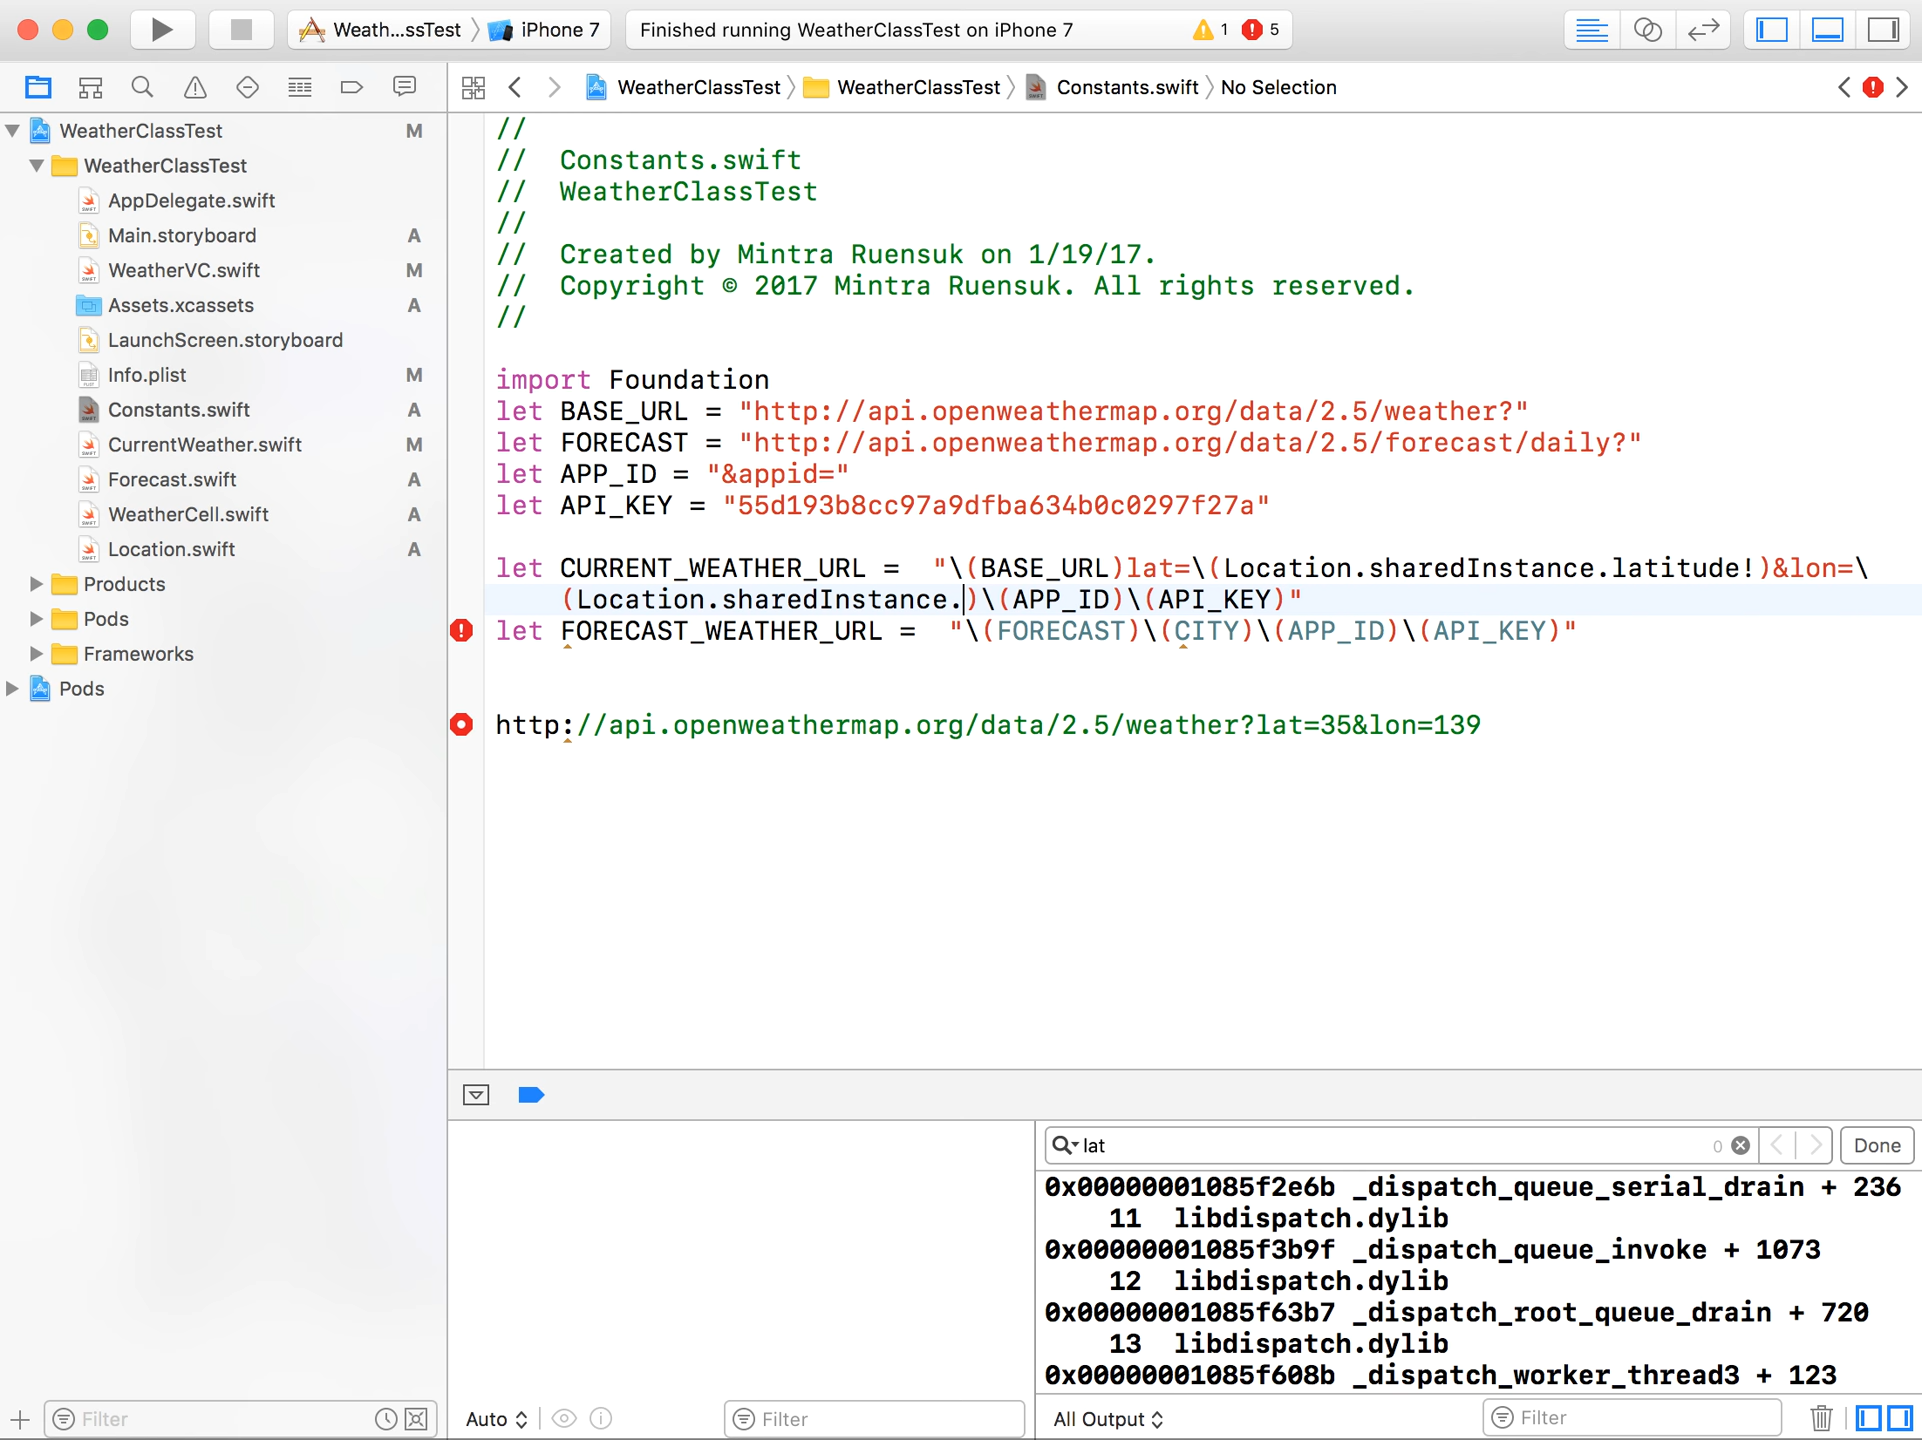 Weath...ssTest iPhone 7 Finished running WeatherClassTest on iPhone 7 1 5
WeatherClassTest WeatherClassTest Constants.swift No Selection
WeatherClassTest M
WeatherClassTest
AppDelegate.swift
Main.storyboard A
WeatherVC.swift M
Assets.xcassets A
LaunchScreen.storyboard
Info.plist M
Constants.swift A
CurrentWeather.swift M
Forecast.swift A
WeatherCell.swift A
Location.swift A
Products
Pods
Frameworks
Pods
//
//  Constants.swift
//  WeatherClassTest
//
//  Created by Mintra Ruensuk on 1/19/17.
//  Copyright © 2017 Mintra Ruensuk. All rights reserved.
//
import Foundation
let BASE_URL = "http://api.openweathermap.org/data/2.5/weather?"
let FORECAST = "http://api.openweathermap.org/data/2.5/forecast/daily?"
let APP_ID = "&appid="
let API_KEY = "55d193b8cc97a9dfba634b0c0297f27a"
let CURRENT_WEATHER_URL =  "\(BASE_URL)lat=\(Location.sharedInstance.latitude!)&lon=\
(Location.sharedInstance.)\(APP_ID)\(API_KEY)"
let FORECAST_WEATHER_URL =  "\(FORECAST)\(CITY)\(APP_ID)\(API_KEY)"
http://api.openweathermap.org/data/2.5/weather?lat=35&lon=139
lat 0 Done
0x00000001085f2e6b _dispatch_queue_serial_drain + 236
11  libdispatch.dylib
0x00000001085f3b9f _dispatch_queue_invoke + 1073
12  libdispatch.dylib
0x00000001085f63b7 _dispatch_root_queue_drain + 720
13  libdispatch.dylib
0x00000001085f608b _dispatch_worker_thread3 + 123
Filter Auto Filter All Output Filter